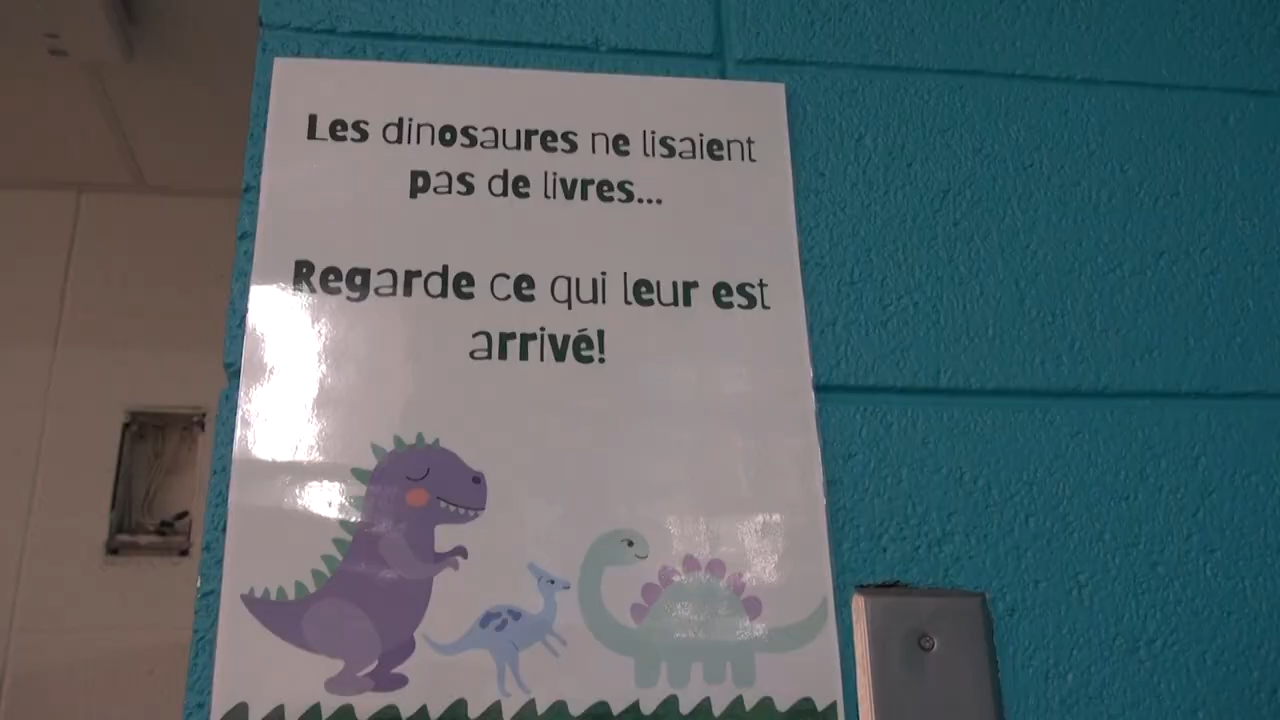 Les dinosaures ne lisaient
pas de livres...
Regarde ce qui leur est
arrivé!